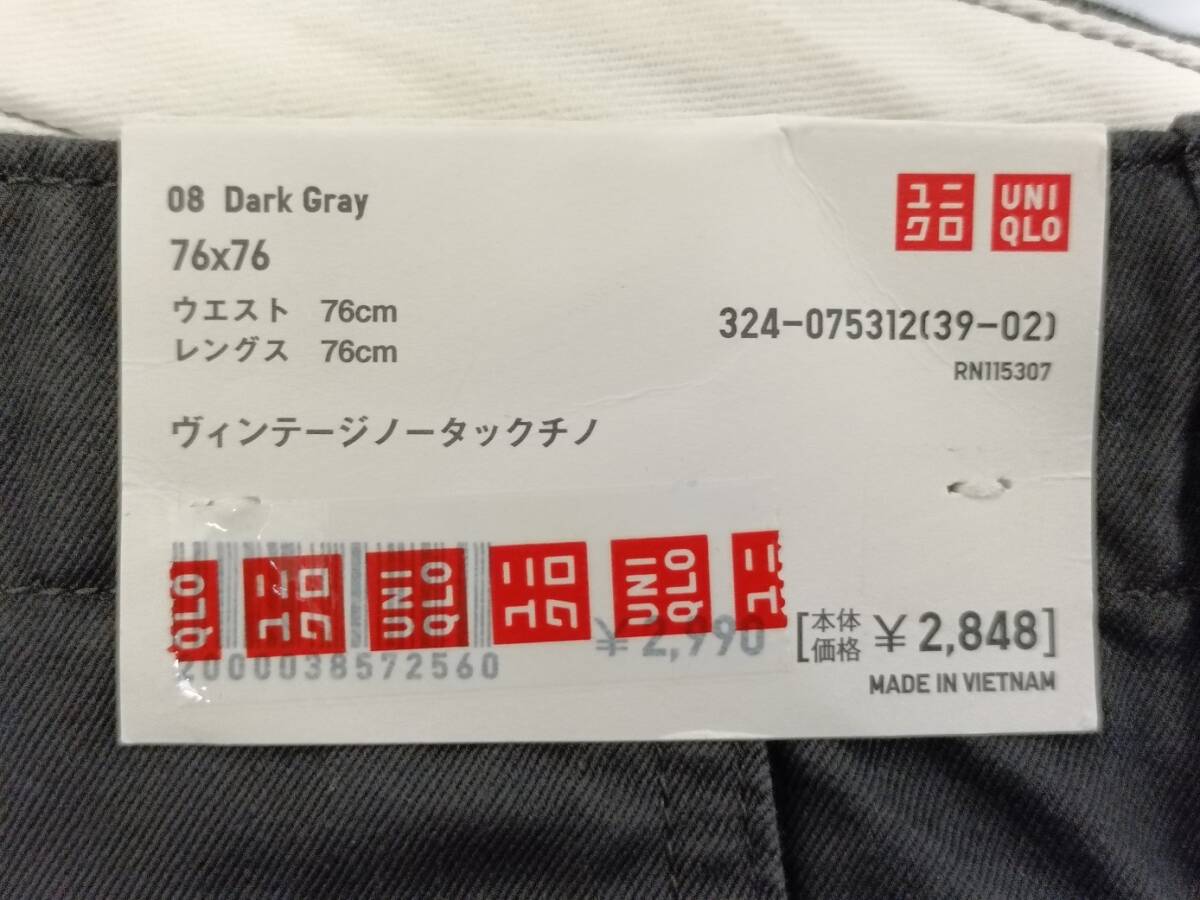 08 Dark Gray
76x76
ウエスト 76cm
レングス 76cm
ユニ
クロ
UNI
QLO
324-075312(39-02)
RN115307
ヴィンテージノータックチノ
QLO
ユニ
クロ
UNI
QLO
ユニ
クロ
UNI
QLO
ユニ
2000038572560
¥2,990
[本体
価格 ¥2,848]
MADE IN VIETNAM